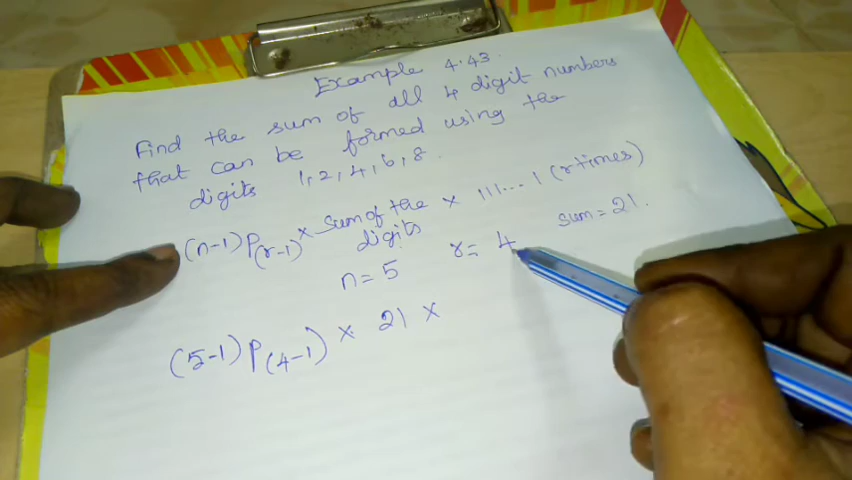 Example 4.43
Find the sum of all 4 digit numbers
that can be formed using the
digits 1, 2, 4, 6, 8.
(n-1)P(r-1) × Sum of the digits × 111...1 (r times)
n = 5 r = 4 sum = 21.
(5-1)P(4-1) × 21 ×